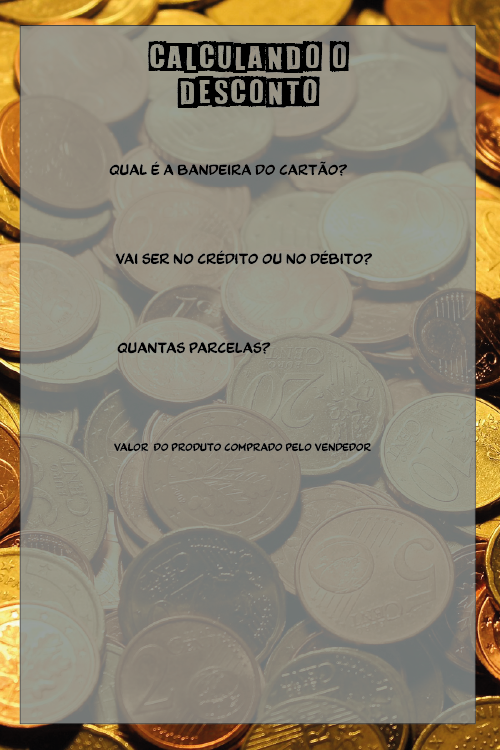 CALCULANDO O
DESCONTO
QUAL É A BANDEIRA DO CARTÃO?
VAI SER NO CRÉDITO OU NO DÉBITO?
QUANTAS PARCELAS?
VALOR DO PRODUTO COMPRADO PELO VENDEDOR